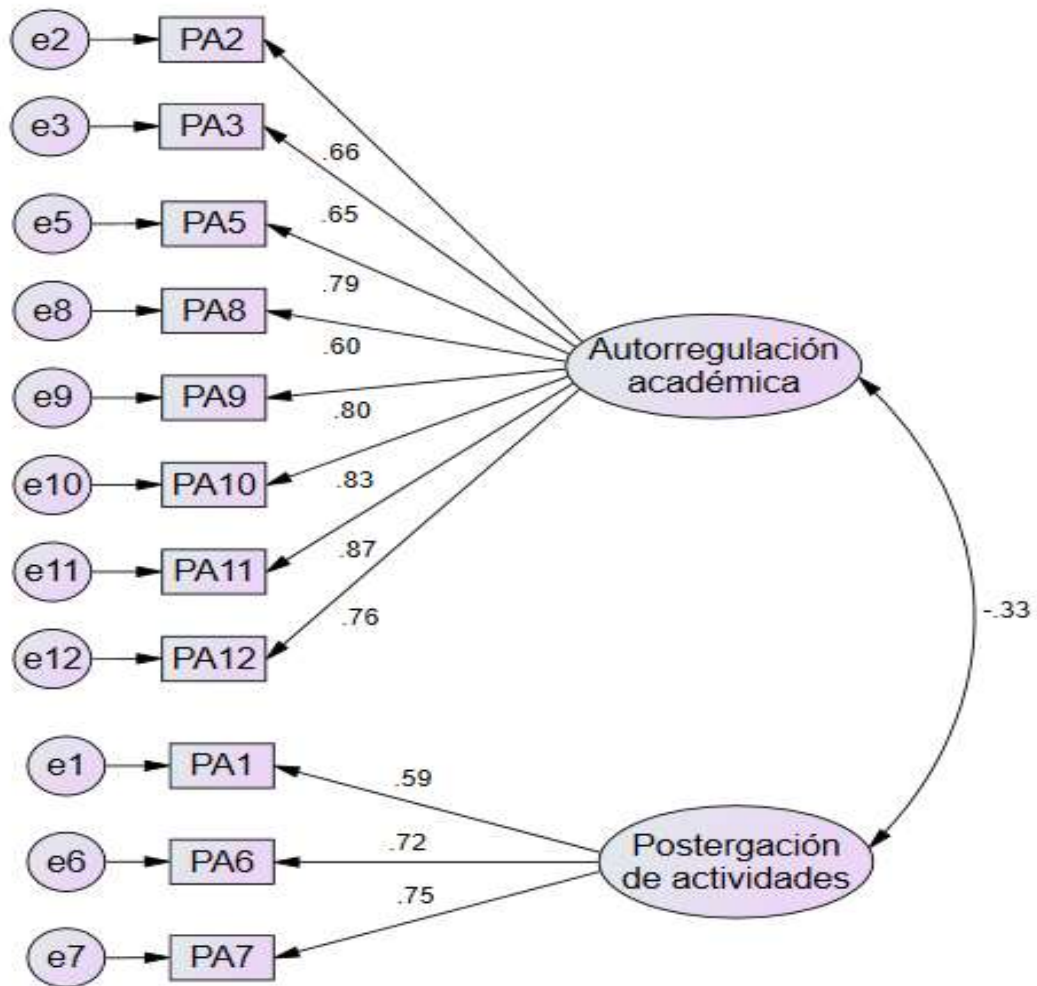 e2 PA2
e3 PA3
.66
.65
e5 PA5
.79
e8 PA8
.60
Autorregulación
académica
e9 PA9
.80
e10 PA10
.83
e11 PA11
.87
.76
e12 PA12
-.33
e1 PA1
.59
e6 PA6
.72
Postergación
de actividades
.75
e7 PA7